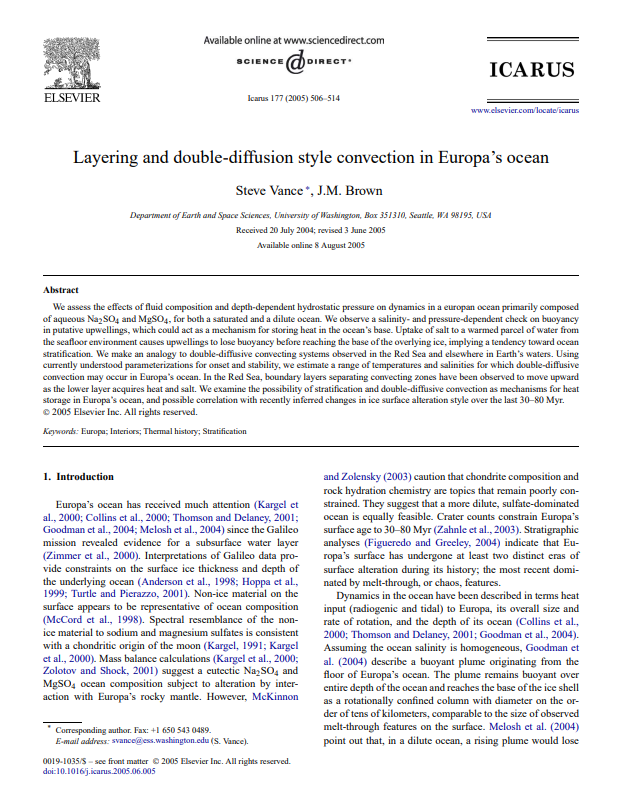 Available online at www.sciencedirect.com
SCIENCE DIRECT*
ELSEVIER
ICARUS
Icarus 177 (2005) 506–514
www.elsevier.com/locate/icarus
Layering and double-diffusion style convection in Europa's ocean
Steve Vance *, J.M. Brown
Department of Earth and Space Sciences, University of Washington, Box 351310, Seattle, WA 98195, USA
Received 20 July 2004; revised 3 June 2005
Available online 8 August 2005
Abstract
We assess the effects of fluid composition and depth-dependent hydrostatic pressure on dynamics in a europan ocean primarily composed
of aqueous Na2SO4 and MgSO4, for both a saturated and a dilute ocean. We observe a salinity- and pressure-dependent check on buoyancy
in putative upwellings, which could act as a mechanism for storing heat in the ocean's base. Uptake of salt to a warmed parcel of water from
the seafloor environment causes upwellings to lose buoyancy before reaching the base of the overlying ice, implying a tendency toward ocean
stratification. We make an analogy to double-diffusive convecting systems observed in the Red Sea and elsewhere in Earth's waters. Using
currently understood parameterizations for onset and stability, we estimate a range of temperatures and salinities for which double-diffusive
convection may occur in Europa's ocean. In the Red Sea, boundary layers separating convecting zones have been observed to move upward
as the lower layer acquires heat and salt. We examine the possibility of stratification and double-diffusive convection as mechanisms for heat
storage in Europa's ocean, and possible correlation with recently inferred changes in ice surface alteration style over the last 30–80 Myr.
© 2005 Elsevier Inc. All rights reserved.
Keywords: Europa; Interiors; Thermal history; Stratification
1. Introduction
Europa's ocean has received much attention (Kargel et
al., 2000; Collins et al., 2000; Thomson and Delaney, 2001;
Goodman et al., 2004; Melosh et al., 2004) since the Galileo
mission revealed evidence for a subsurface water layer
(Zimmer et al., 2000). Interpretations of Galileo data pro-
vide constraints on the surface ice thickness and depth of
the underlying ocean (Anderson et al., 1998; Hoppa et al.,
1999; Turtle and Pierazzo, 2001). Non-ice material on the
surface appears to be representative of ocean composition
(McCord et al., 1998). Spectral resemblance of the non-
ice material to sodium and magnesium sulfates is consistent
with a chondritic origin of the moon (Kargel, 1991; Kargel
et al., 2000). Mass balance calculations (Kargel et al., 2000;
Zolotov and Shock, 2001) suggest a eutectic Na2SO4 and
MgSO4 ocean composition subject to alteration by inter-
action with Europa's rocky mantle. However, McKinnon
* Corresponding author. Fax: +1 650 543 0489.
E-mail address: svance@ess.washington.edu (S. Vance).
0019-1035/$ – see front matter © 2005 Elsevier Inc. All rights reserved.
doi:10.1016/j.icarus.2005.06.005
and Zolensky (2003) caution that chondrite composition and
rock hydration chemistry are topics that remain poorly con-
strained. They suggest that a more dilute, sulfate-dominated
ocean is equally feasible. Crater counts constrain Europa's
surface age to 30–80 Myr (Zahnle et al., 2003). Stratigraphic
analyses (Figueredo and Greeley, 2004) indicate that Eu-
ropa's surface has undergone at least two distinct eras of
surface alteration during its history; the most recent domi-
nated by melt-through, or chaos, features.
Dynamics in the ocean have been described in terms heat
input (radiogenic and tidal) to Europa, its overall size and
rate of rotation, and the depth of its ocean (Collins et al.,
2000; Thomson and Delaney, 2001; Goodman et al., 2004).
Assuming the ocean salinity is homogeneous, Goodman et
al. (2004) describe a buoyant plume originating from the
floor of Europa's ocean. The plume remains buoyant over
entire depth of the ocean and reaches the base of the ice shell
as a rotationally confined column with diameter on the or-
der of tens of kilometers, comparable to the size of observed
melt-through features on the surface. Melosh et al. (2004)
point out that, in a dilute ocean, a rising plume would lose